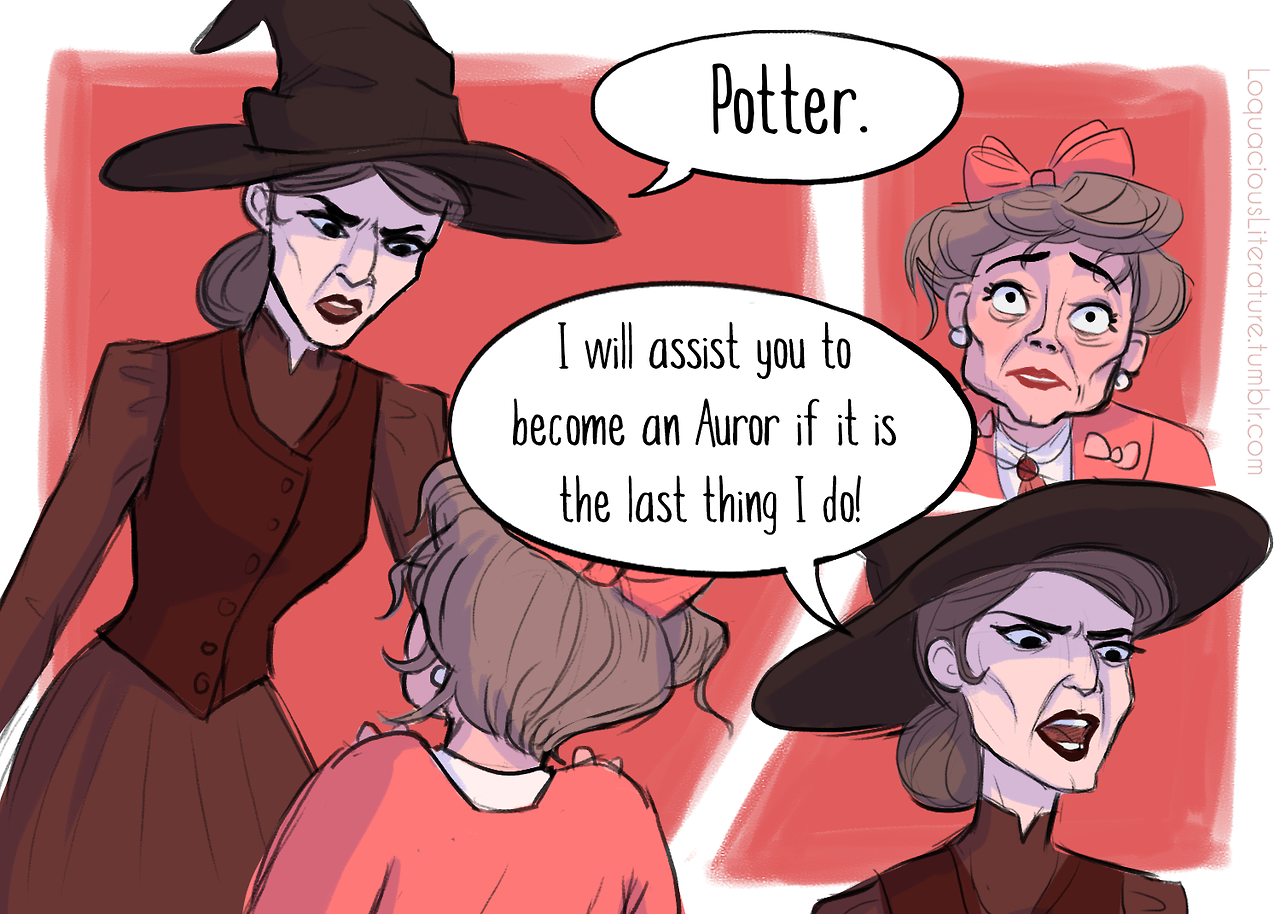 Potter.
I will assist you to
become an Auror if it is
the last thing I do!
LoquaciousLiterature.tumblr.com